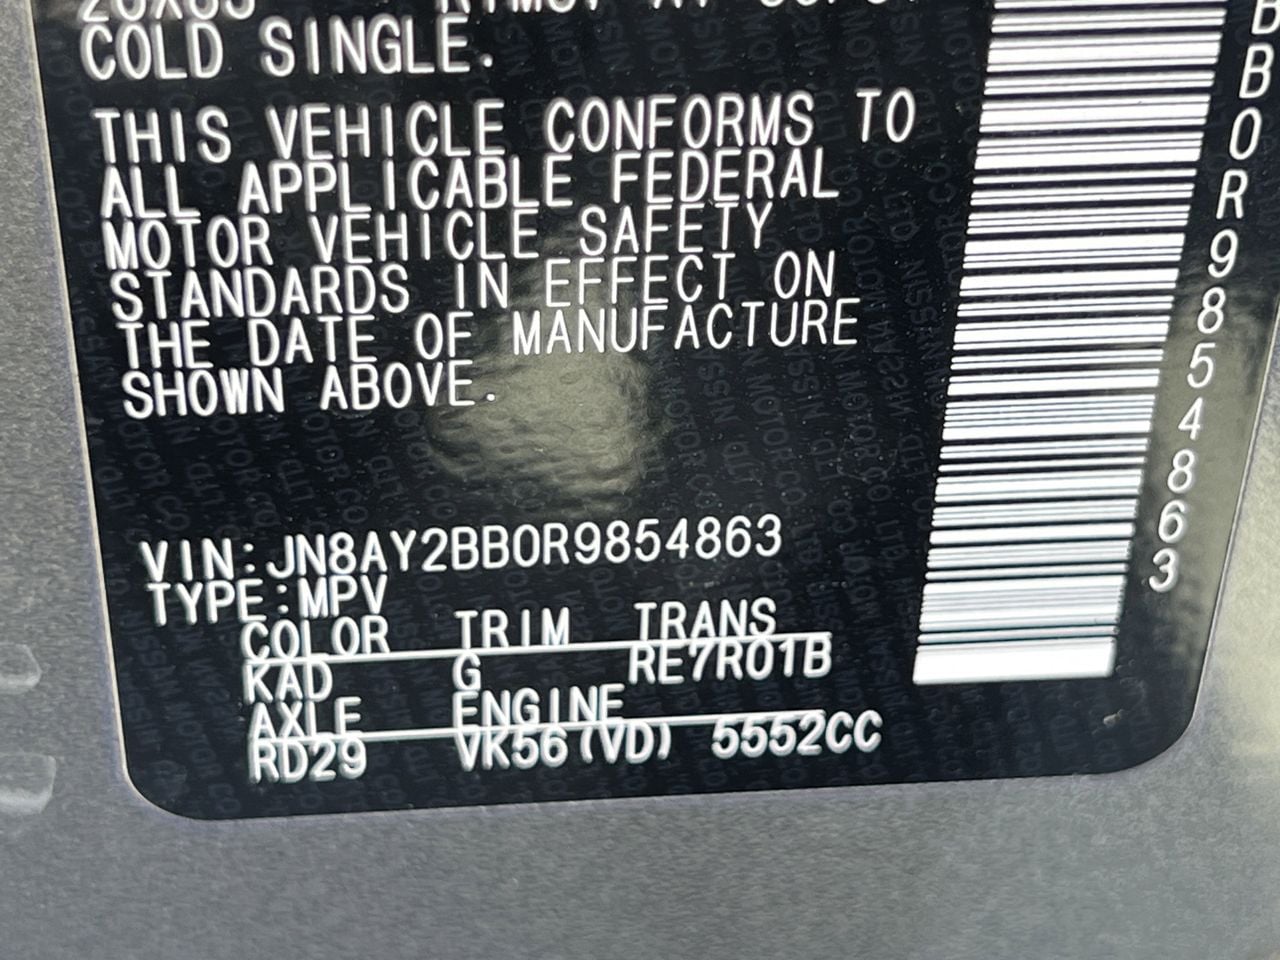 COLD SINGLE.
THIS VEHICLE CONFORMS TO
ALL APPLICABLE FEDERAL
MOTOR VEHICLE SAFETY
STANDARDS IN EFFECT ON
THE DATE OF MANUFACTURE
SHOWN ABOVE.
VIN:JN8AY2BB0R9854863
TYPE:MPV
COLOR TRIM TRANS
KAD G RE7R01B
AXLE ENGINE
RD29 VK56(VD) 5552CC
BB0R9854863